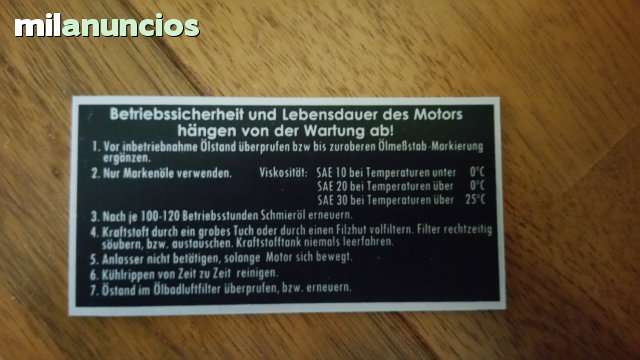 milanuncios
Betriebssicherheit und Lebensdauer des Motors
hängen von der Wartung ab!
1. Vor inbetriebnahme Ölstand überprufen bzw bis zuroberen Ölmeßstab-Markierung
ergänzen.
2. Nur Markenöle verwenden. Viskosität: SAE 10 bei Temperaturen unter 0°C
SAE 20 bei Temperaturen über 0°C
SAE 30 bei Temperaturen über 25°C
3. Nach je 100-120 Betriebsstunden Schmieröl erneuern.
4. Kraftstoff durch ein grobes Tuch oder durch einen Filzhut vollfiltern. Filter rechtzeitig
säubern, bzw. austauschen. Kraftstofftank niemals leerfahren.
5. Anlasser nicht betätigen, solange Motor sich bewegt.
6. Kühlrippen von Zeit zu Zeit reinigen.
7. Östand im Ölbadluftfilter überprüfen, bzw. erneuern.